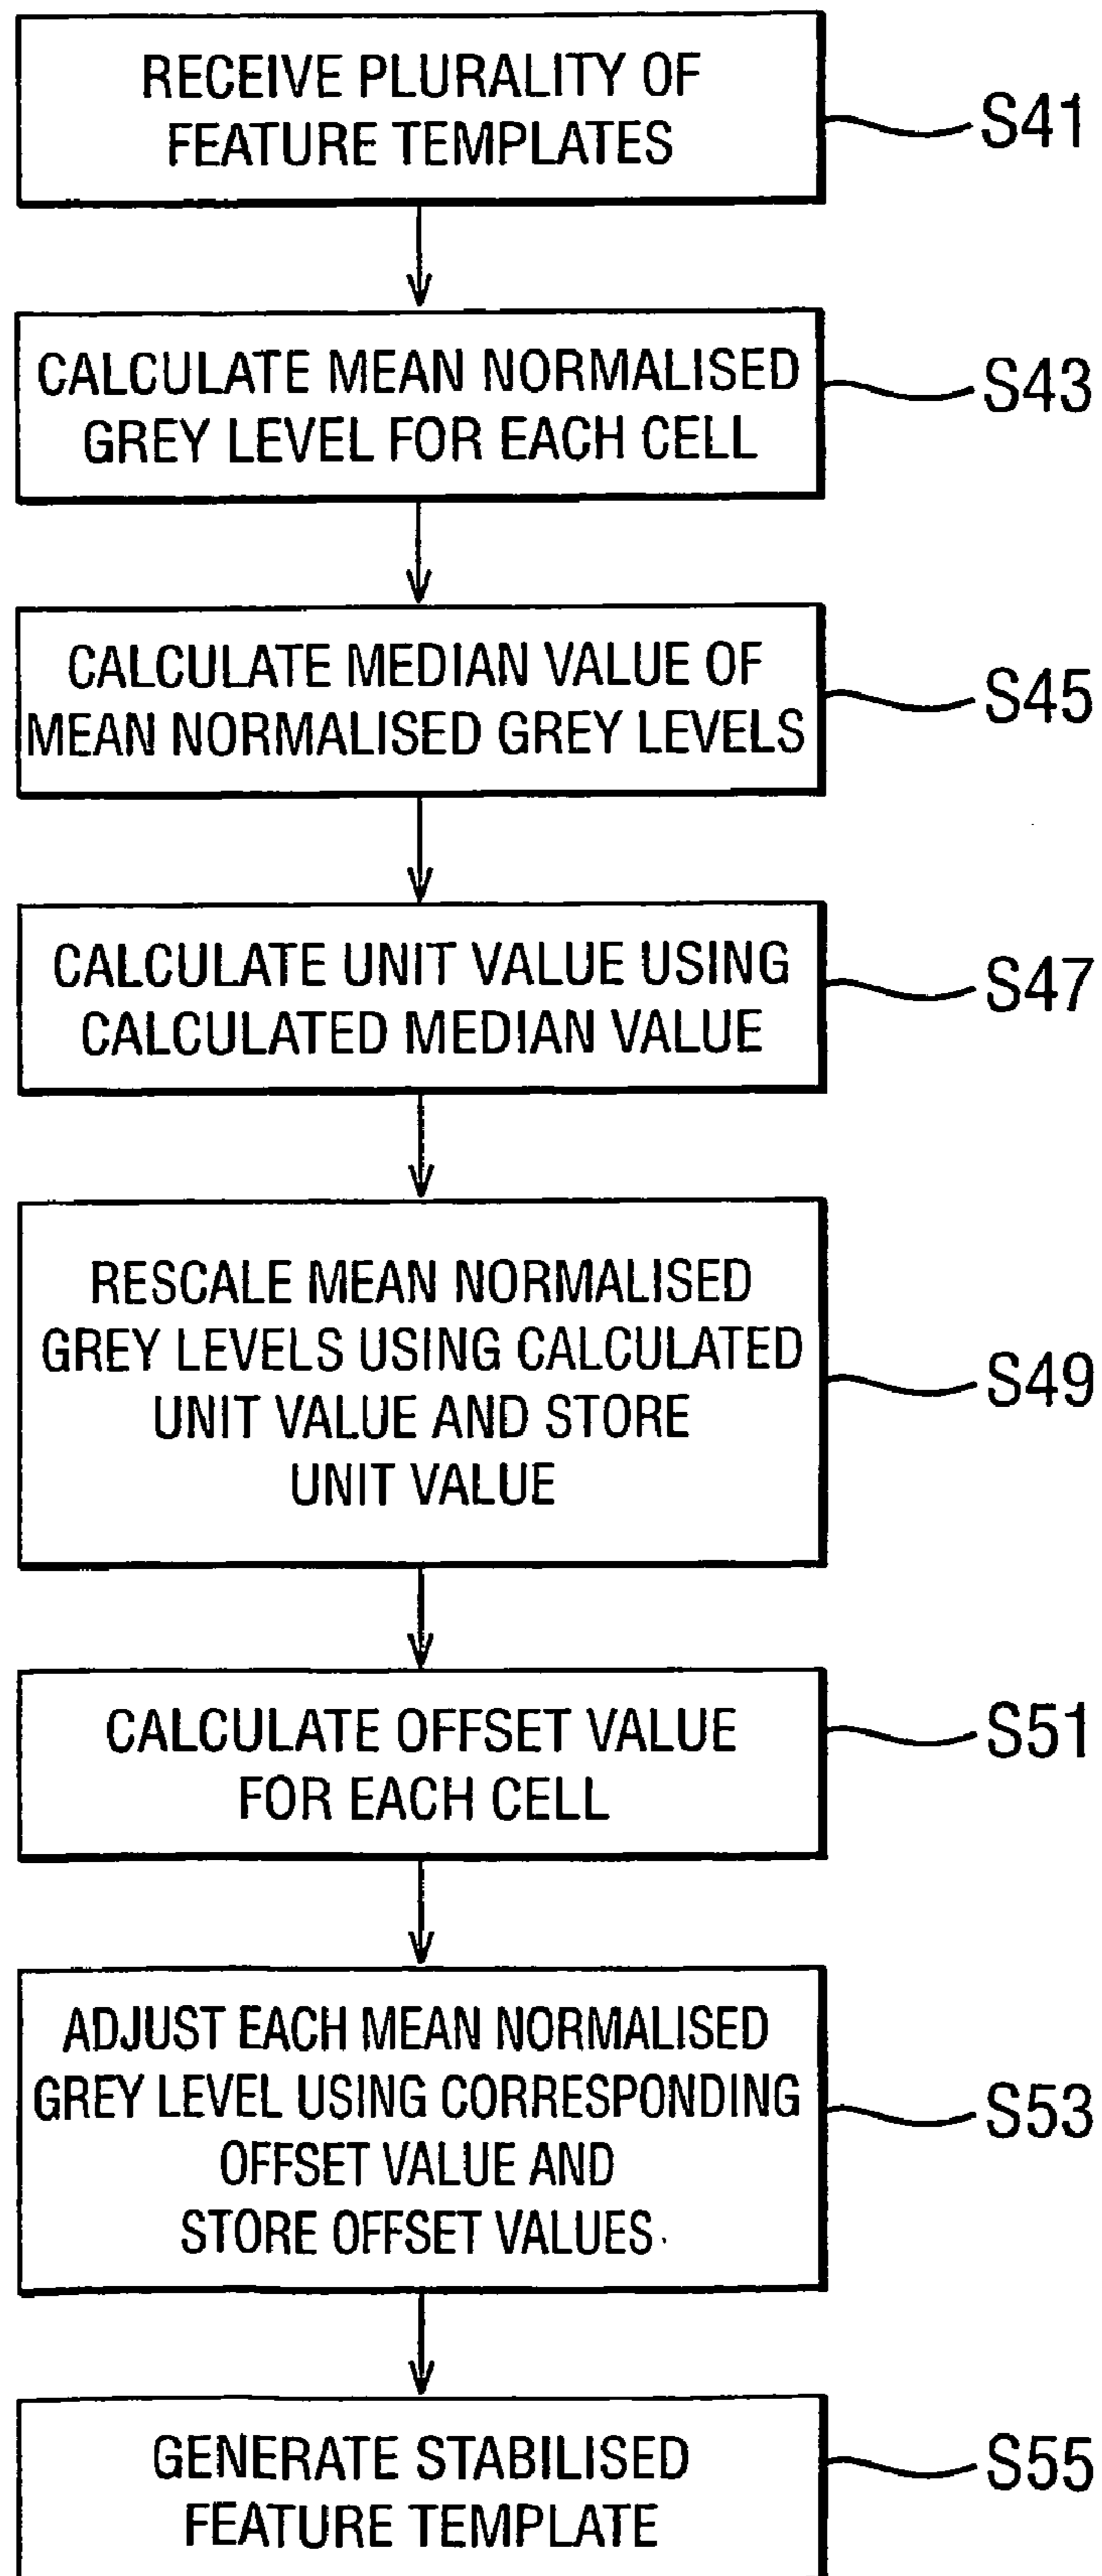 RECEIVE PLURALITY OF
FEATURE TEMPLATES
S41
CALCULATE MEAN NORMALISED
GREY LEVEL FOR EACH CELL
S43
CALCULATE MEDIAN VALUE OF
MEAN NORMALISED GREY LEVELS
S45
CALCULATE UNIT VALUE USING
CALCULATED MEDIAN VALUE
S47
RESCALE MEAN NORMALISED
GREY LEVELS USING CALCULATED
UNIT VALUE AND STORE
UNIT VALUE
S49
CALCULATE OFFSET VALUE
FOR EACH CELL
S51
ADJUST EACH MEAN NORMALISED
GREY LEVEL USING CORRESPONDING
OFFSET VALUE AND
STORE OFFSET VALUES
S53
GENERATE STABILISED
FEATURE TEMPLATE
S55